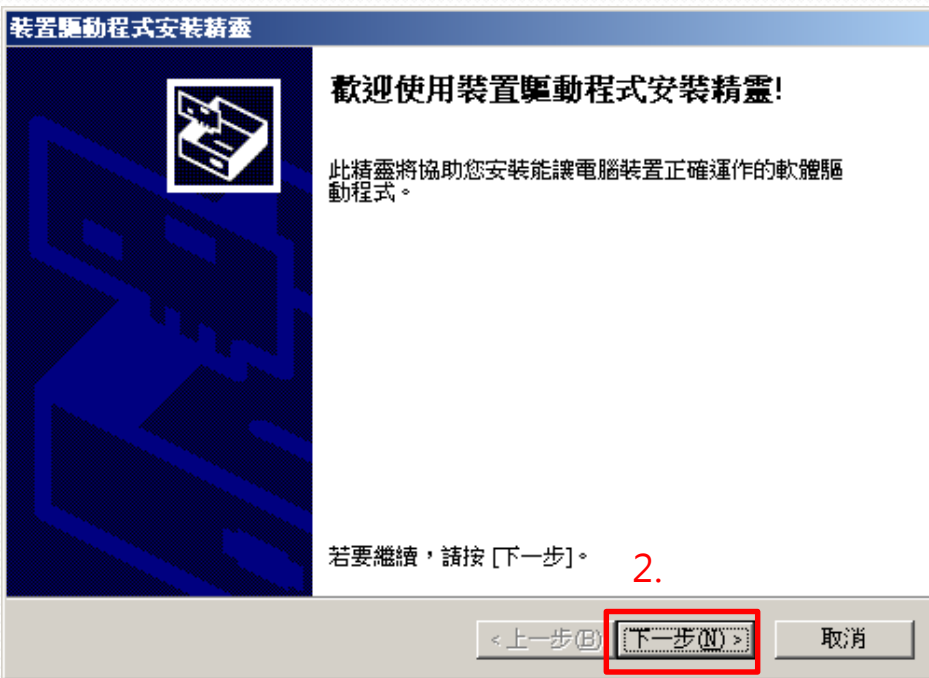 裝置驅動程式安裝精靈
歡迎使用裝置驅動程式安裝精靈!
此精靈將協助您安裝能讓電腦裝置正確運作的軟體驅
動程式。
若要繼續，請按 [下一步]。
2.
< 上一步(B)
下一步(N) >
取消